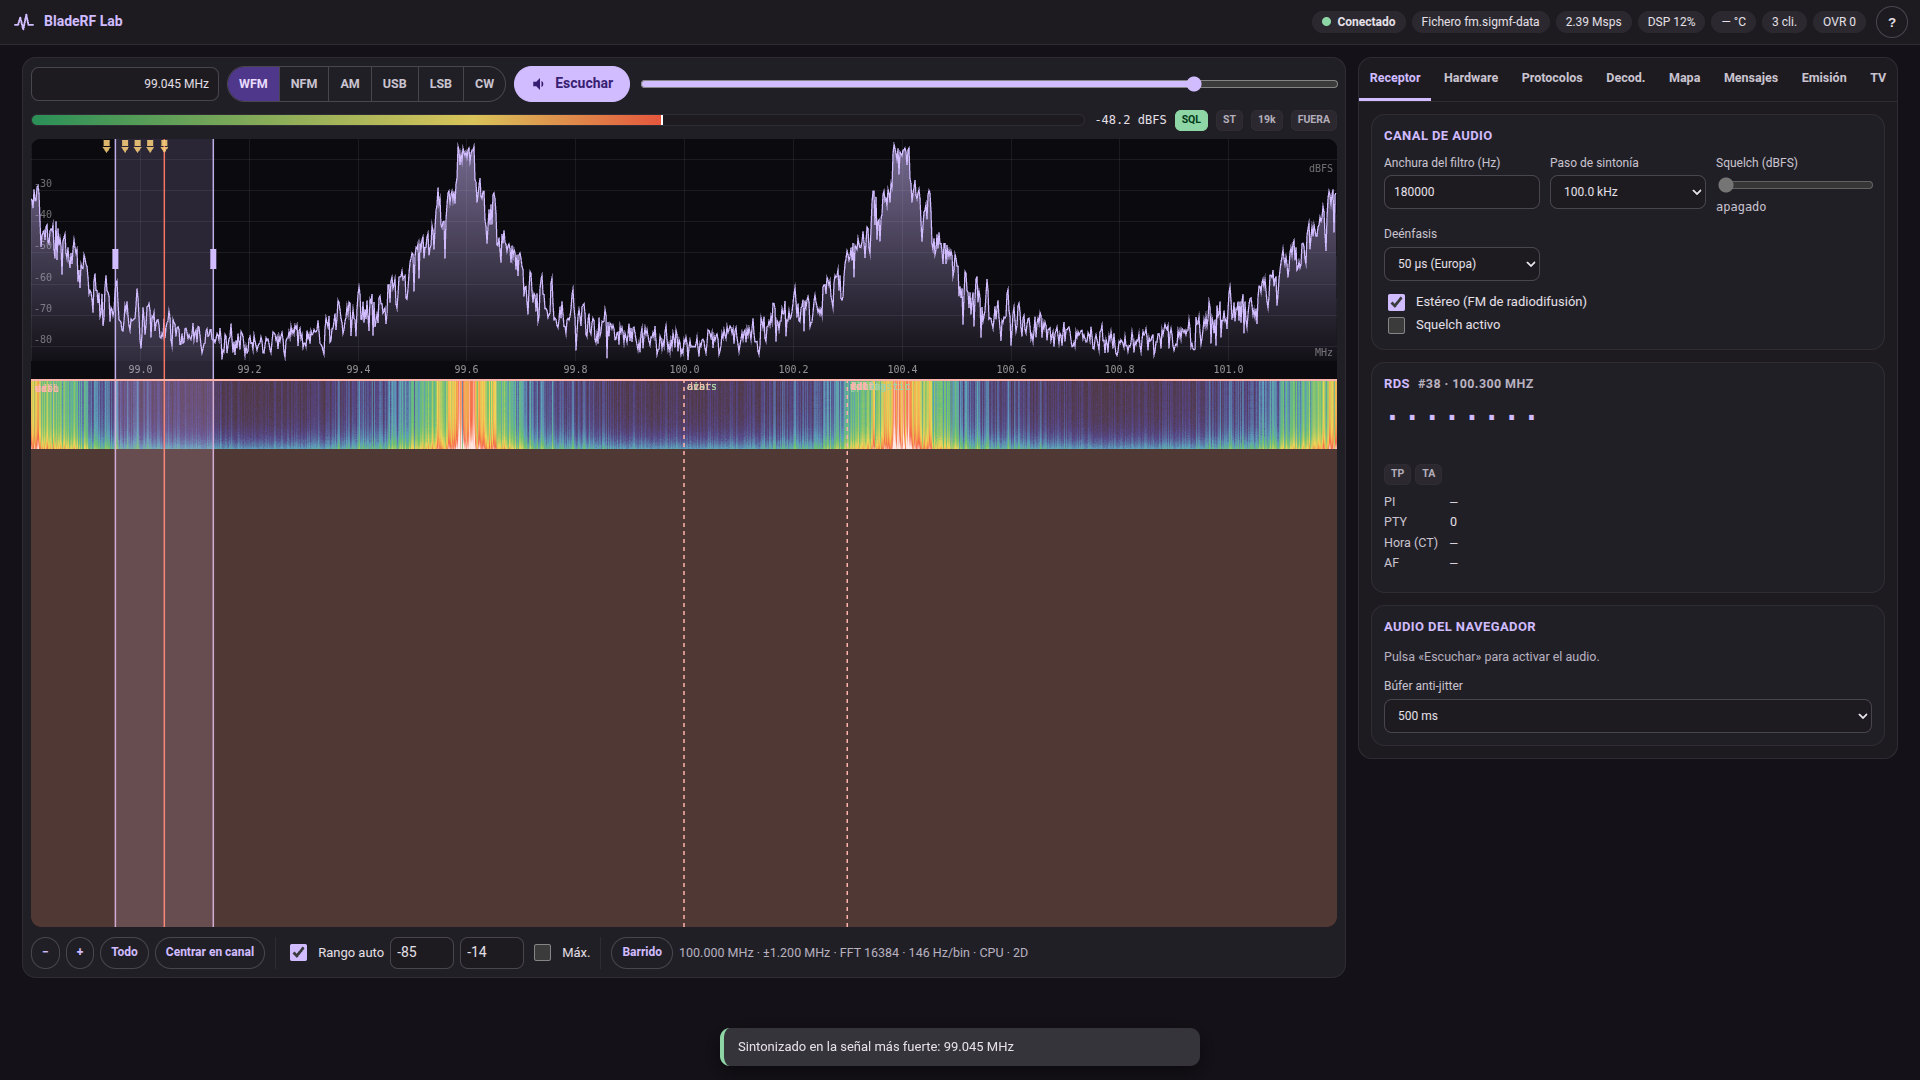 BladeRF Lab
Conectado
Fichero fm.sigmf-data
2.39 Msps
DSP 12%
— °C
3 cli.
OVR 0
?
99.045 MHz
WFM NFM AM USB LSB CW
Escuchar
-48.2 dBFS SQL ST 19k FUERA
dBFS
-30
-40
-50
-60
-70
-80
MHz
99.0 99.2 99.4 99.6 99.8 100.0 100.2 100.4 100.6 100.8 101.0
- + Todo Centrar en canal Rango auto -85 -14 Máx. Barrido 100.000 MHz · ±1.200 MHz · FFT 16384 · 146 Hz/bin · CPU · 2D
Receptor Hardware Protocolos Decod. Mapa Mensajes Emisión TV
CANAL DE AUDIO
Anchura del filtro (Hz) Paso de sintonía Squelch (dBFS)
180000 100.0 kHz
apagado
Deénfasis
50 µs (Europa)
Estéreo (FM de radiodifusión)
Squelch activo
RDS #38 · 100.300 MHZ
· · · · · · · ·
TP TA
PI —
PTY 0
Hora (CT) —
AF —
AUDIO DEL NAVEGADOR
Pulsa «Escuchar» para activar el audio.
Búfer anti-jitter
500 ms
Sintonizado en la señal más fuerte: 99.045 MHz